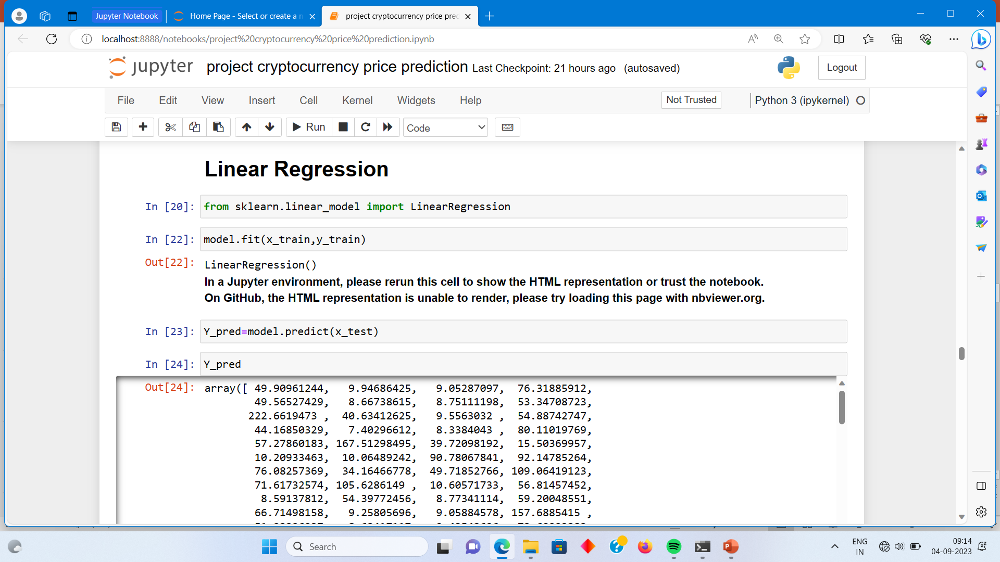 Jupyter Notebook
Home Page - Select or create a n
project cryptocurrency price prec
localhost:8888/notebooks/project%20cryptocurrency%20price%20prediction.ipynb
jupyter project cryptocurrency price prediction Last Checkpoint: 21 hours ago (autosaved)
Logout
File Edit View Insert Cell Kernel Widgets Help
Not Trusted
Python 3 (ipykernel)
Run
Code
Linear Regression
In [20]: from sklearn.linear_model import LinearRegression
In [22]: model.fit(x_train,y_train)
Out[22]: LinearRegression()
In a Jupyter environment, please rerun this cell to show the HTML representation or trust the notebook.
On GitHub, the HTML representation is unable to render, please try loading this page with nbviewer.org.
In [23]: Y_pred=model.predict(x_test)
In [24]: Y_pred
Out[24]: array([ 49.90961244, 9.94686425, 9.05287097, 76.31885912,
49.56527429, 8.66738615, 8.75111198, 53.34708723,
222.6619473 , 40.63412625, 9.5563032 , 54.88742747,
44.16850329, 7.40296612, 8.3384043 , 80.11019769,
57.27860183, 167.51298495, 39.72098192, 15.50369957,
10.20933463, 10.06489242, 90.78067841, 92.14785264,
76.08257369, 34.16466778, 49.71852766, 109.06419123,
71.61732574, 105.6286149 , 10.60571733, 56.81457452,
8.59137812, 54.39772456, 8.77341114, 59.20048551,
66.71498158, 9.25805696, 9.05884578, 157.6885415 ,
Search
ENG
IN
09:14
04-09-2023